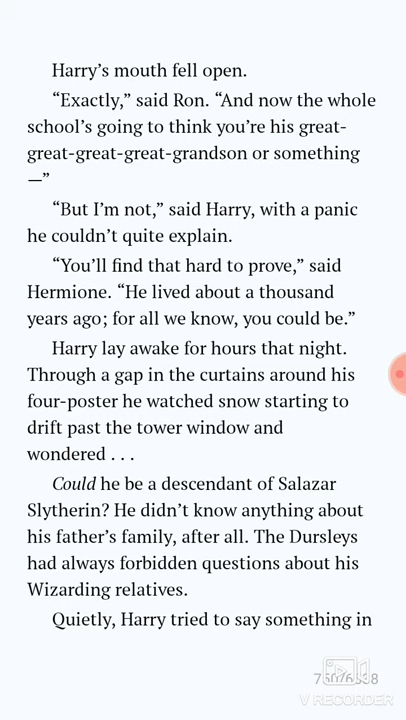 Harry’s mouth fell open.
“Exactly,” said Ron. “And now the whole
school’s going to think you’re his great-
great-great-great-grandson or something
—”
“But I’m not,” said Harry, with a panic
he couldn’t quite explain.
“You’ll find that hard to prove,” said
Hermione. “He lived about a thousand
years ago; for all we know, you could be.”
Harry lay awake for hours that night.
Through a gap in the curtains around his
four-poster he watched snow starting to
drift past the tower window and
wondered . . .
Could he be a descendant of Salazar
Slytherin? He didn’t know anything about
his father’s family, after all. The Dursleys
had always forbidden questions about his
Wizarding relatives.
Quietly, Harry tried to say something in
V RECORDER